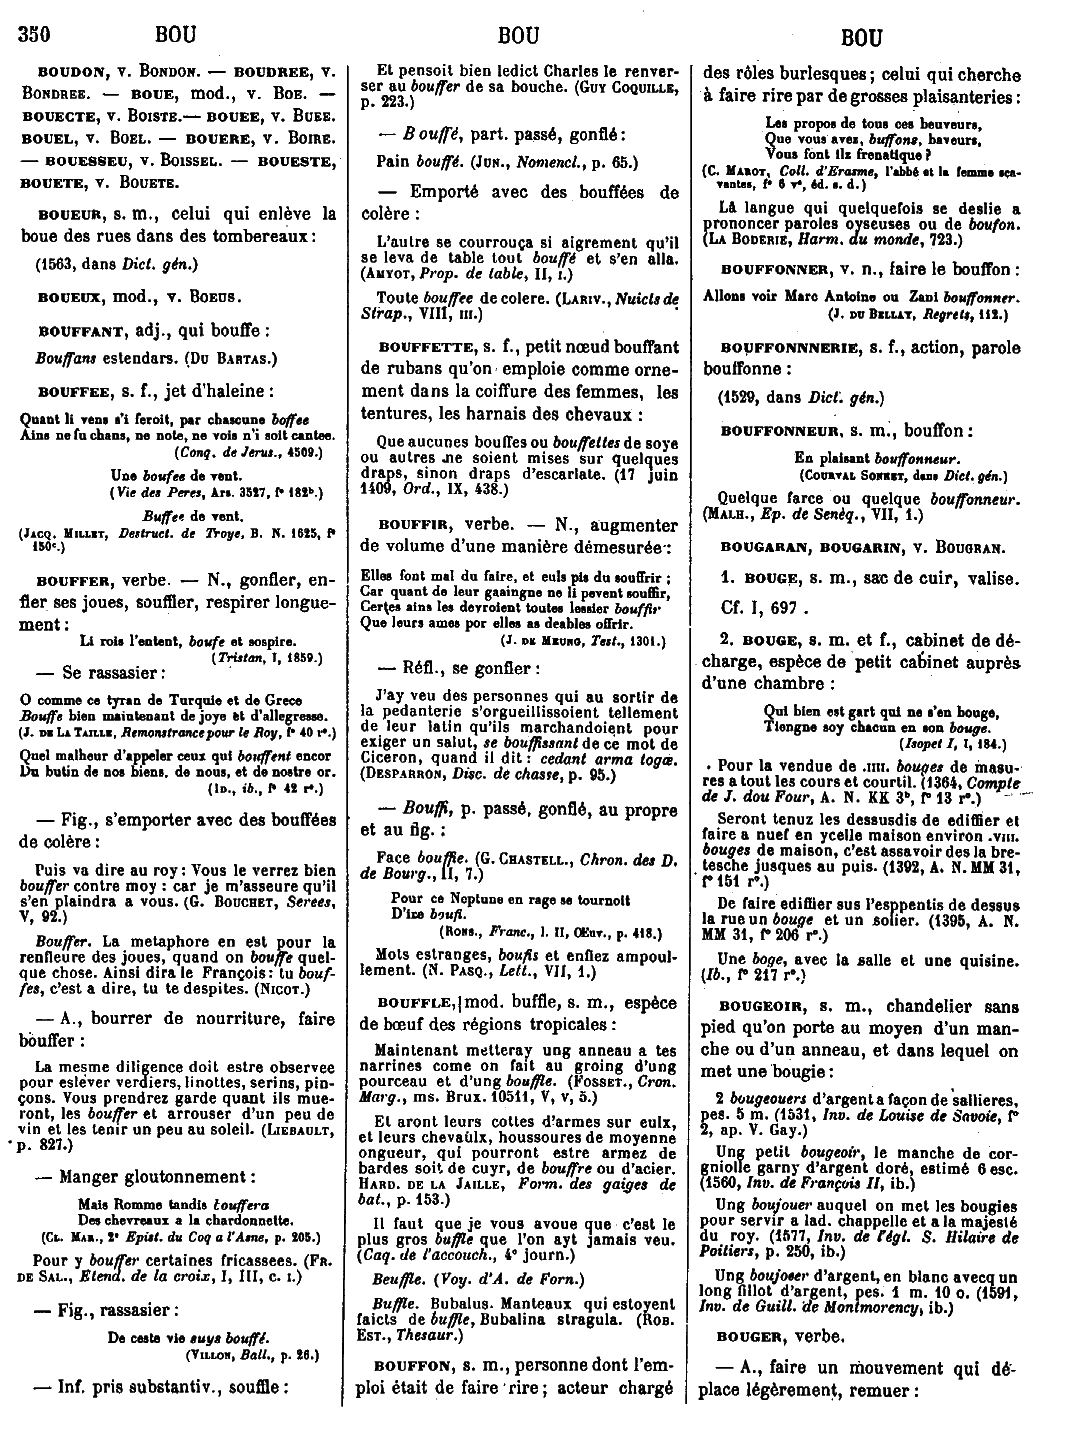 350 BOU BOU BOU
BOUDON, v. BONDON. — BOUDREE, v.
BONDREE. — BOUE, mod., v. BOE. —
BOUECTE, v. BOISTE.— BOUEE, v. BUEE.
BOUEL, v. BOEL. — BOUERE, v. BOIRE.
— BOUESSEU, v. BOISSEL. — BOUESTE,
BOUETE, v. BOUETE.
BOUEUR, s. m., celui qui enlève la
boue des rues dans des tombereaux :
(1563, dans Dict. gén.)
BOUEUX, mod., v. BOEUS.
BOUFFANT, adj., qui bouffe :
Bouffans estendars. (DU BARTAS.)
BOUFFEE, s. f., jet d'haleine :
Quant li vens s'i feroit, par chascune boffee
Ains ne fu chans, ne note, ne vois n'i soit cantee.
(Conq. de Jerus., 4509.)
Une boufee de vent.
(Vie des Peres, Ars. 3527, f° 182ᵇ.)
Buffee de vent.
(JACQ. MILLET, Destruct. de Troye, B. N. 1625, f°
150ᶜ.)
BOUFFER, verbe. — N., gonfler, en-
fler ses joues, souffler, respirer longue-
ment :
Li rois l'entent, boufe et sospire.
(Tristan, I, 1859.)
— Se rassasier :
O comme ce tyran de Turquie et de Grece
Bouffe bien maintenant de joye et d'allegresse.
(J. DE LA TAILLE, Remonstrance pour le Roy, f° 40 r°.)
Quel malheur d'appeler ceux qui bouffent encor
Du butin de nos biens, de nous, et de nostre or.
(ID., ib., f° 42 r°.)
— Fig., s'emporter avec des bouffées
de colère :
Puis va dire au roy : Vous le verrez bien
bouffer contre moy : car je m'asseure qu'il
s'en plaindra a vous. (G. BOUCHET, Serees,
V, 92.)
Bouffer. La metaphore en est pour la
renfleure des joues, quand on bouffe quel-
que chose. Ainsi dira le François : tu bouf-
fes, c'est a dire, tu te despites. (NICOT.)
— A., bourrer de nourriture, faire
bouffer :
La mesme diligence doit estre observee
pour eslever verdiers, linottes, serins, pin-
çons. Vous prendrez garde quant ils mue-
ront, les bouffer et arrouser d'un peu de
vin et les tenir un peu au soleil. (LIEBAULT,
p. 827.)
— Manger gloutonnement :
Mais Romme tandis bouffera
Des chevreaux a la chardonnette.
(CL. MAR., 2ᵉ Epist. du Coq a l'Asne, p. 205.)
Pour y bouffer certaines fricassees. (FR.
DE SAL., Etend. de la croix, I, III, c. I.)
— Fig., rassasier :
De ceste vie suys bouffé.
(VILLON, Ball., p. 26.)
— Inf. pris substantiv., souffle :
Et pensoit bien ledict Charles le renver-
ser au bouffer de sa bouche. (GUY COQUILLE,
p. 223.)
— Bouffé, part. passé, gonflé :
Pain bouffé. (JUN., Nomencl., p. 65.)
— Emporté avec des bouffées de
colère :
L'autre se courrouça si aigrement qu'il
se leva de table tout bouffé et s'en alla.
(AMYOT, Prop. de table, II, I.)
Toute bouffee de colere. (LARIV., Nuicts de
Strap., VIII, III.)
BOUFFETTE, s. f., petit nœud bouffant
de rubans qu'on emploie comme orne-
ment dans la coiffure des femmes, les
tentures, les harnais des chevaux :
Que aucunes bouffes ou bouffettes de soye
ou autres ne soient mises sur quelques
draps, sinon draps d'escarlate. (17 juin
1409, Ord., IX, 438.)
BOUFFIR, verbe. — N., augmenter
de volume d'une manière démesurée :
Elles font mal du faire, et euls pis du souffrir ;
Car quant de leur gaaingne ne li pevent souffir,
Certes ains les devroient toutes lessier bouffir
Que leurs ames por elles as deables offrir.
(J. DE MEUNG, Test., 1301.)
— Réfl., se gonfler :
J'ay veu des personnes qui au sortir de
la pedanterie s'orgueillissoient tellement
de leur latin qu'ils marchandoient pour
exiger un salut, se bouffissant de ce mot de
Ciceron, quand il dit : cedant arma togæ.
(DESPARRON, Disc. de chasse, p. 95.)
— Bouffi, p. passé, gonflé, au propre
et au fig. :
Face bouffie. (G. CHASTELL., Chron. des D.
de Bourg., II, 7.)
Pour ce Neptune en rage se tournoit
D'ire boufi.
(RONS., Franc., l. II, Œuv., p. 418.)
Mots estranges, boufis et enflez ampoul-
lement. (N. PASQ., Lett., VII, 1.)
BOUFFLE, mod. buffle, s. m., espèce
de bœuf des régions tropicales :
Maintenant metteray ung anneau a tes
narrines come on fait au groing d'ung
pourceau et d'ung bouffle. (FOSSET., Cron.
Marg., ms. Brux. 10511, V, v, 5.)
Et aront leurs cottes d'armes sur eulx,
et leurs chevaulx, houssoures de moyenne
ongueur, qui pourront estre armez de
bardes soit de cuyr, de bouffre ou d'acier.
HARD. DE LA JAILLE, Form. des gaiges de
bat., p. 153.)
Il faut que je vous avoue que c'est le
plus gros buffle que l'on ayt jamais veu.
(Caq. de l'accouch., 4ᵉ journ.)
Beuffle. (Voy. d'A. de Forn.)
Buffle. Bubalus. Manteaux qui estoyent
faicts de buffle, Bubalina stragula. (ROB.
EST., Thesaur.)
BOUFFON, s. m., personne dont l'em-
ploi était de faire rire ; acteur chargé
des rôles burlesques ; celui qui cherche
à faire rire par de grosses plaisanteries :
Les propos de tous ces beuveurs,
Que vous avez, buffons, baveurs,
Vous font ilz frenatique ?
(C. MAROT, Coll. d'Erasme, l'abbé et la femme sça-
vantes, f° 6 r°, éd. s. d.)
La langue qui quelquefois se deslie a
prononcer paroles oyseuses ou de boufon.
(LA BODERIE, Harm. du monde, 723.)
BOUFFONNER, v. n., faire le bouffon :
Allons voir Marc Antoine ou Zani bouffonner.
(J. DU BELLAY, Regrets, 112.)
BOUFFONNNERIE, s. f., action, parole
bouffonne :
(1529, dans Dict. gén.)
BOUFFONNEUR, s. m., bouffon :
En plaisant bouffonneur.
(COURVAL SONNET, dans Dict. gén.)
Quelque farce ou quelque bouffonneur.
(MALH., Ep. de Senèq., VII, 1.)
BOUGARAN, BOUGARIN, v. BOUGRAN.
1. BOUGE, s. m., sac de cuir, valise.
Cf. I, 697 .
2. BOUGE, s. m. et f., cabinet de dé-
charge, espèce de petit cabinet auprès
d'une chambre :
Qui bien est gart qui ne s'en bouge,
Tiengne soy chacun en son bouge.
(Isopet I, I, 184.)
Pour la vendue de .IIII. bouges de masu-
res a tout les cours et courtil. (1364, Compte
de J. dou Four, A. N. KK 3ᵇ, f° 13 r°.)
Seront tenuz les dessusdis de ediffier et
faire a nuef en ycelle maison environ .VIII.
bouges de maison, c'est assavoir des la bre-
tesche jusques au puis. (1392, A. N. MM 31,
f° 151 r°.)
De faire ediffier sus l'esppentis de dessus
la rue un bouge et un solier. (1395, A. N.
MM 31, f° 206 r°.)
Une boge, avec la salle et une quisine.
(Ib., f° 217 r°.)
BOUGEOIR, s. m., chandelier sans
pied qu'on porte au moyen d'un man-
che ou d'un anneau, et dans lequel on
met une bougie :
2 bougeouers d'argent a façon de sallieres,
pes. 5 m. (1531, Inv. de Louise de Savoie, f°
2, ap. V. Gay.)
Ung petit bougeoir, le manche de cor-
gniolle garny d'argent doré, estimé 6 esc.
(1560, Inv. de François II, ib.)
Ung boujouer auquel on met les bougies
pour servir a lad. chappelle et a la majesté
du roy. (1577, Inv. de l'égl. S. Hilaire de
Poitiers, p. 250, ib.)
Ung boujouer d'argent, en blanc avecq un
long fillot d'argent, pes. 1 m. 10 o. (1591,
Inv. de Guill. de Montmorency, ib.)
BOUGER, verbe.
— A., faire un mouvement qui dé-
place légèrement, remuer :